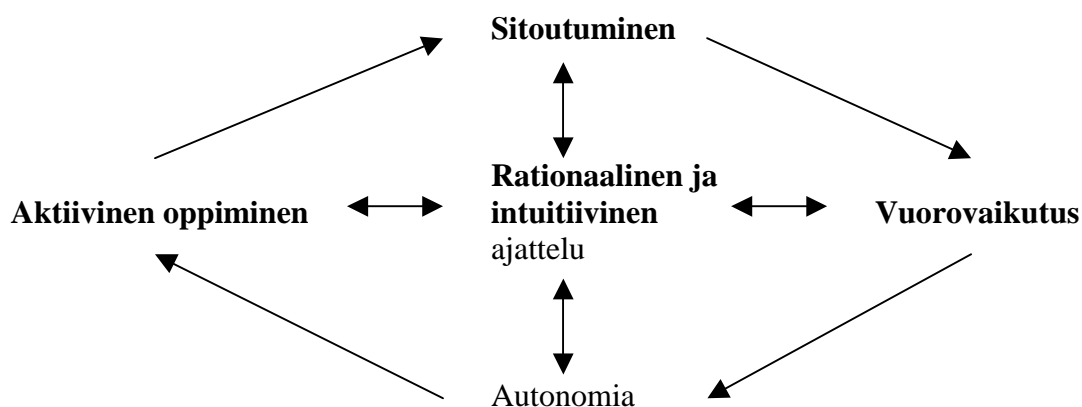 Sitoutuminen
Rationaalinen ja
intuitiivinen
ajattelu
Aktiivinen oppiminen
Vuorovaikutus
Autonomia